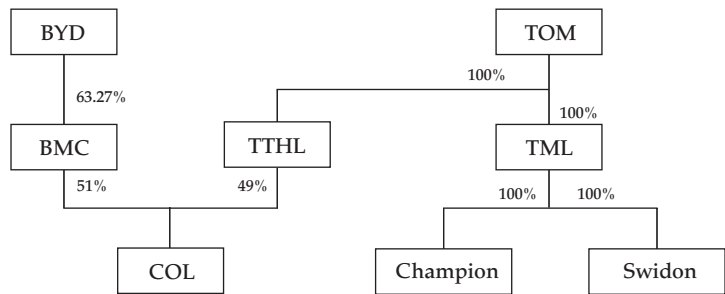 BYD TOM
100%
63.27% 100%
BMC TTHL TML
51% 49% 100% 100%
COL Champion Swidon